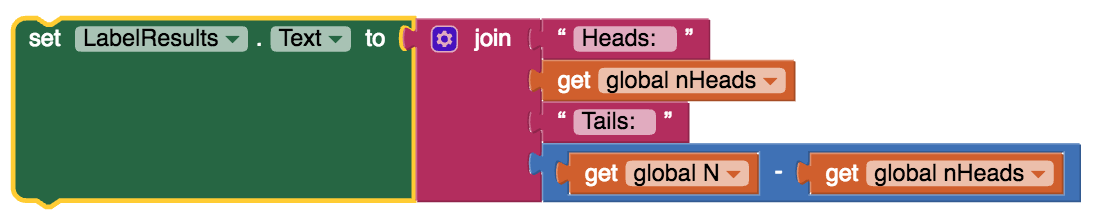 set LabelResults . Text to join “ Heads: ”
get global nHeads
“ Tails: ”
get global N - get global nHeads